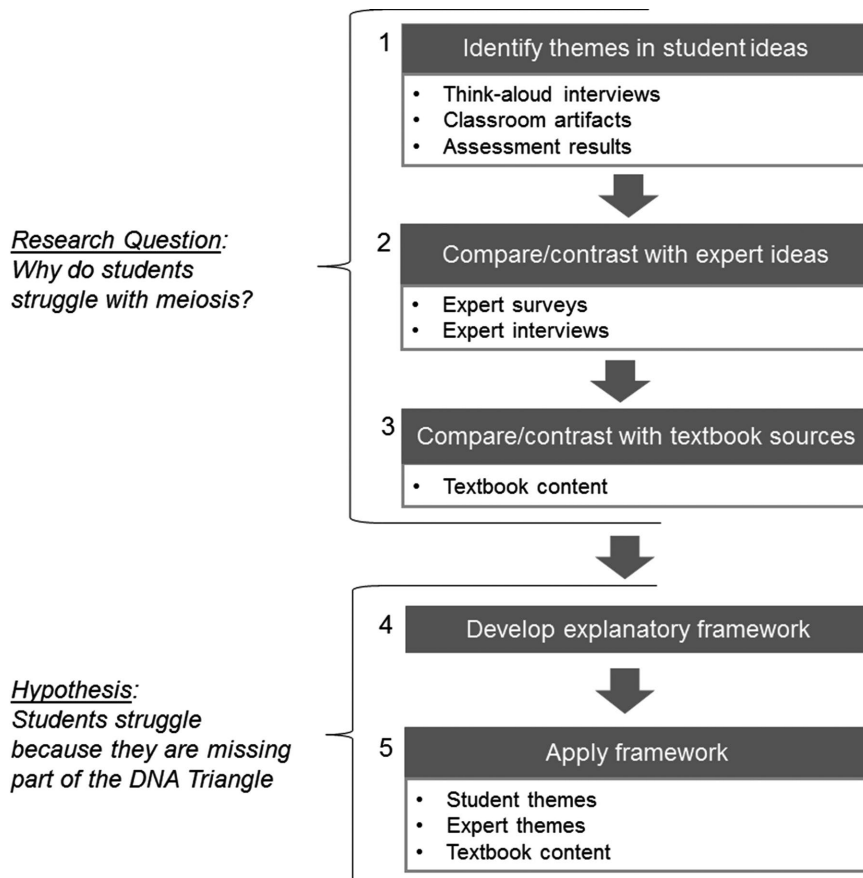 1
Identify themes in student ideas
• Think-aloud interviews
• Classroom artifacts
• Assessment results
Research Question:
Why do students
struggle with meiosis?
2
Compare/contrast with expert ideas
• Expert surveys
• Expert interviews
3
Compare/contrast with textbook sources
• Textbook content
4
Develop explanatory framework
Hypothesis:
Students struggle
because they are missing
part of the DNA Triangle
5
Apply framework
• Student themes
• Expert themes
• Textbook content